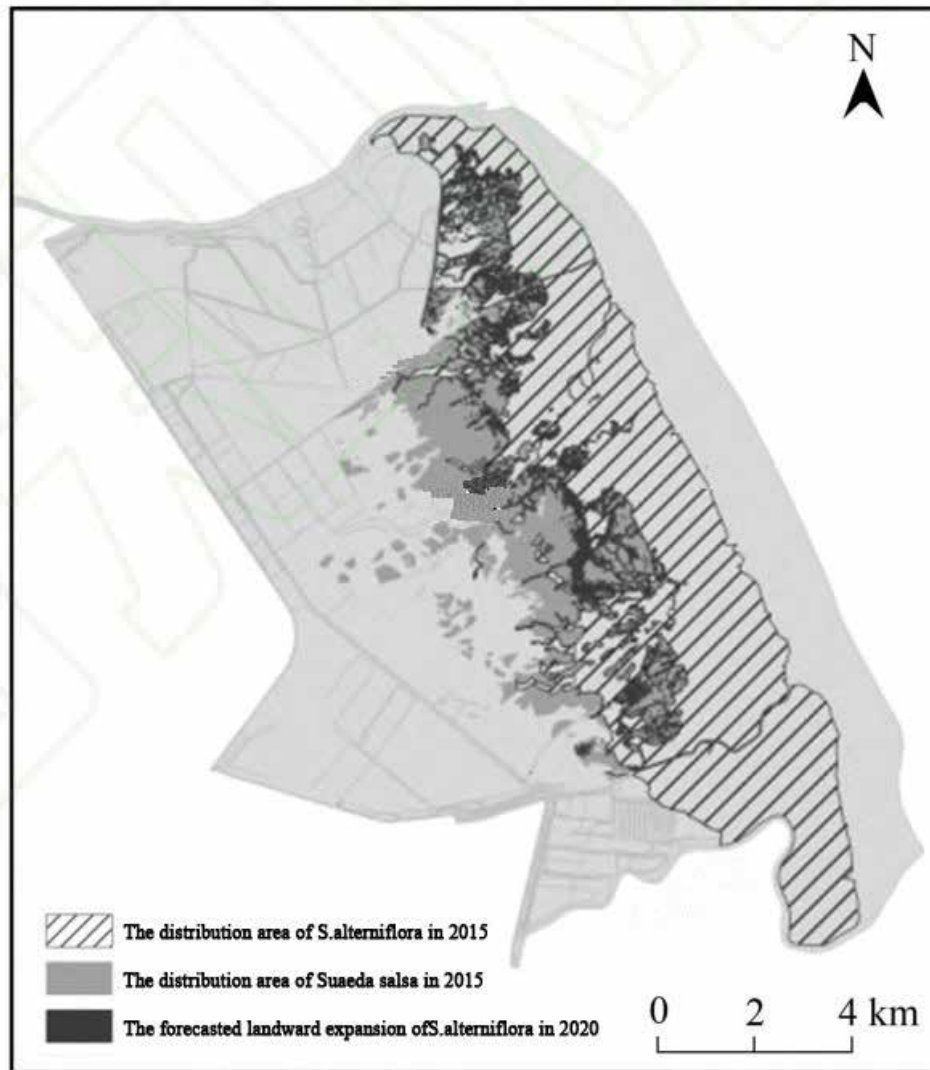 N
The distribution area of S.alterniflora in 2015
The distribution area of Suaeda salsa in 2015
The forecasted landward expansion ofS.alterniflora in 2020
0 2 4 km